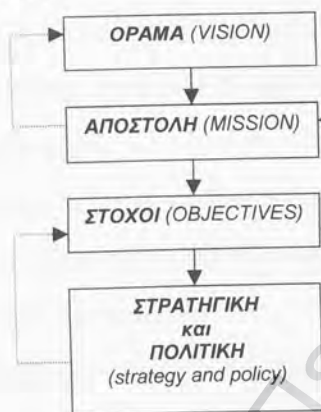 ΟΡΑΜΑ (VISION)
ΑΠΟΣΤΟΛΗ (MISSION)
ΣΤΟΧΟΙ (OBJECTIVES)
ΣΤΡΑΤΗΓΙΚΗ
και
ΠΟΛΙΤΙΚΗ
(strategy and policy)